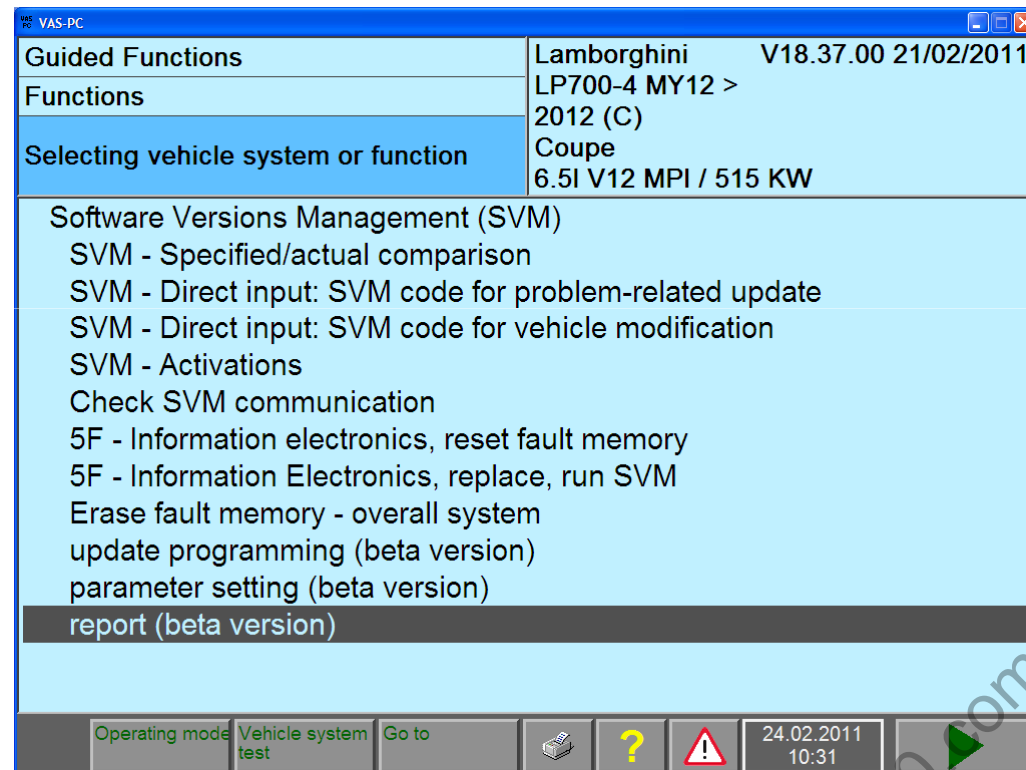 VAS PC VAS-PC
Guided Functions
Functions
Selecting vehicle system or function
Lamborghini V18.37.00 21/02/2011
LP700-4 MY12 >
2012 (C)
Coupe
6.5l V12 MPI / 515 KW
Software Versions Management (SVM)
SVM - Specified/actual comparison
SVM - Direct input: SVM code for problem-related update
SVM - Direct input: SVM code for vehicle modification
SVM - Activations
Check SVM communication
5F - Information electronics, reset fault memory
5F - Information Electronics, replace, run SVM
Erase fault memory - overall system
update programming (beta version)
parameter setting (beta version)
report (beta version)
Operating mode
Vehicle system
test
Go to
?
!
24.02.2011
10:31